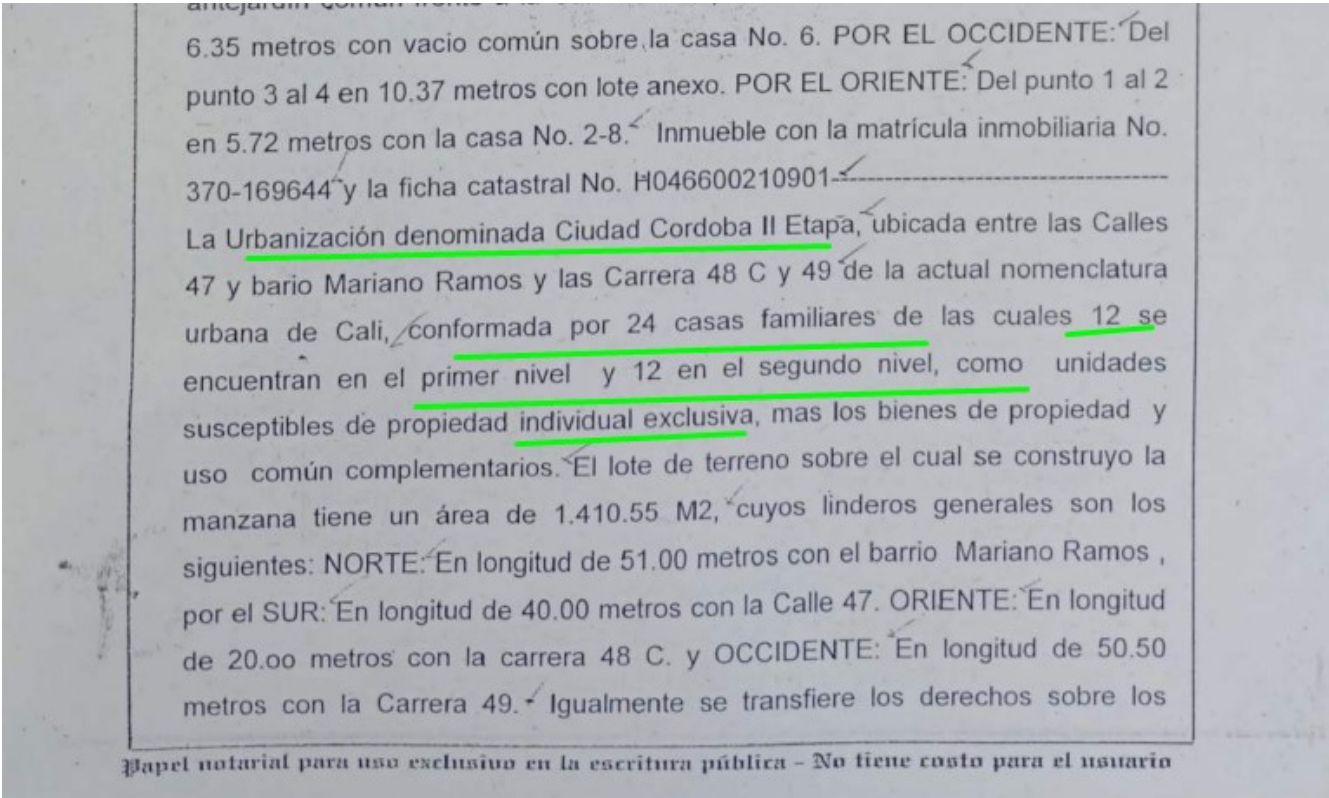 antejardín común frente a la
6.35 metros con vacio común sobre la casa No. 6. POR EL OCCIDENTE: Del
punto 3 al 4 en 10.37 metros con lote anexo. POR EL ORIENTE: Del punto 1 al 2
en 5.72 metros con la casa No. 2-8. Inmueble con la matrícula inmobiliaria No.
370-169644 y la ficha catastral No. H046600210901-------------------------------
La Urbanización denominada Ciudad Cordoba II Etapa, ubicada entre las Calles
47 y bario Mariano Ramos y las Carrera 48 C y 49 de la actual nomenclatura
urbana de Cali, conformada por 24 casas familiares de las cuales 12 se
encuentran en el primer nivel y 12 en el segundo nivel, como unidades
susceptibles de propiedad individual exclusiva, mas los bienes de propiedad y
uso común complementarios. El lote de terreno sobre el cual se construyo la
manzana tiene un área de 1.410.55 M2, cuyos linderos generales son los
siguientes: NORTE: En longitud de 51.00 metros con el barrio Mariano Ramos ,
por el SUR: En longitud de 40.00 metros con la Calle 47. ORIENTE: En longitud
de 20.oo metros con la carrera 48 C. y OCCIDENTE: En longitud de 50.50
metros con la Carrera 49.- Igualmente se transfiere los derechos sobre los
Papel notarial para uso exclusivo en la escritura pública - No tiene costo para el usuario